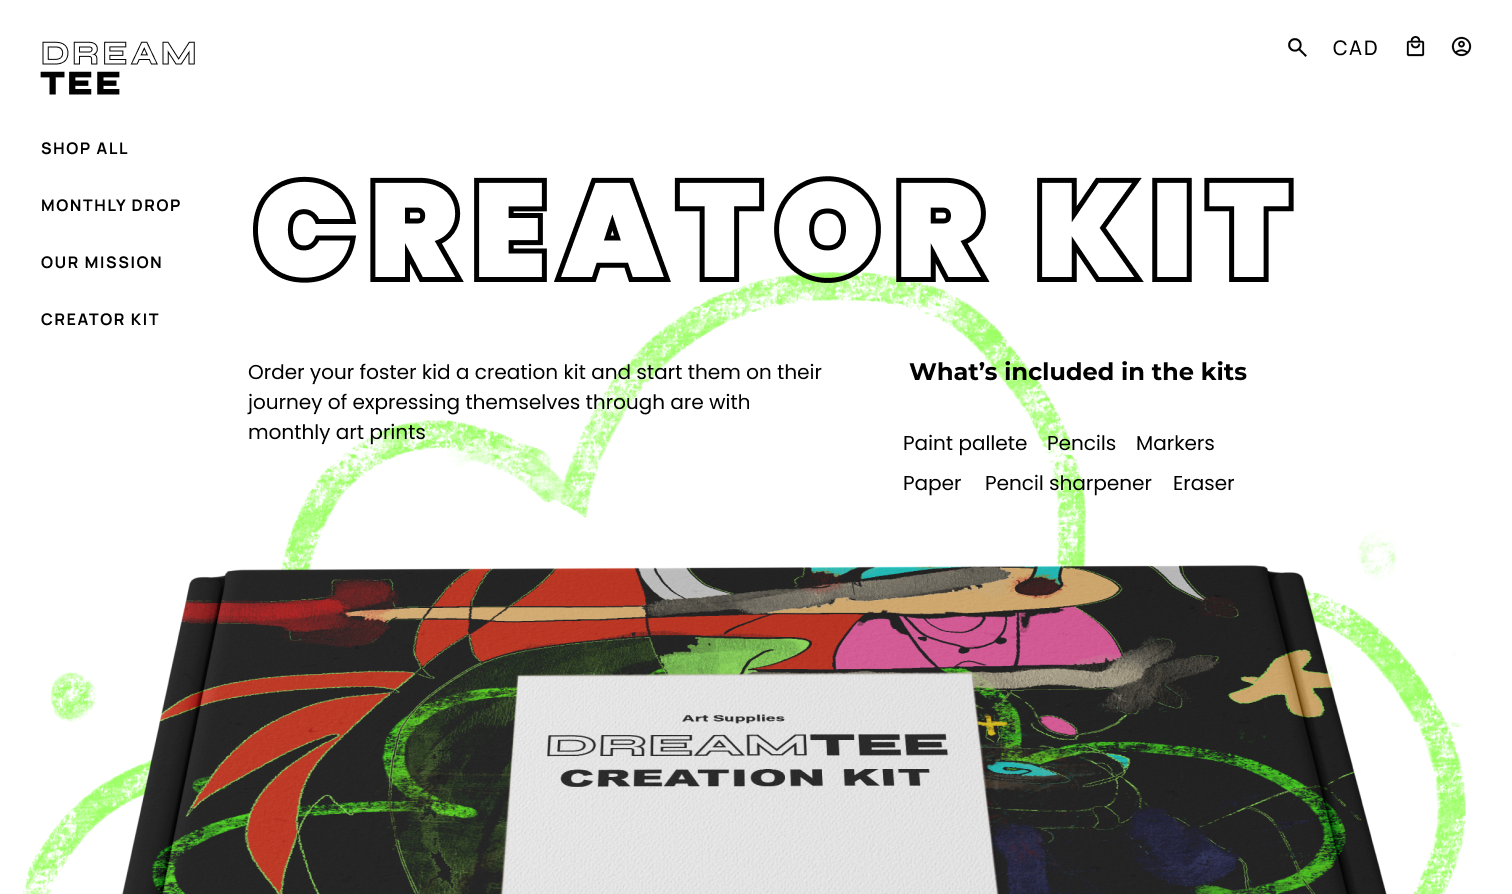 DREAM
TEE
CAD
SHOP ALL
MONTHLY DROP
OUR MISSION
CREATOR KIT
CREATOR KIT
Order your foster kid a creation kit and start them on their
journey of expressing themselves through are with
monthly art prints
What’s included in the kits
Paint pallete Pencils Markers
Paper Pencil sharpener Eraser
Art Supplies
DREAMTEE
CREATION KIT